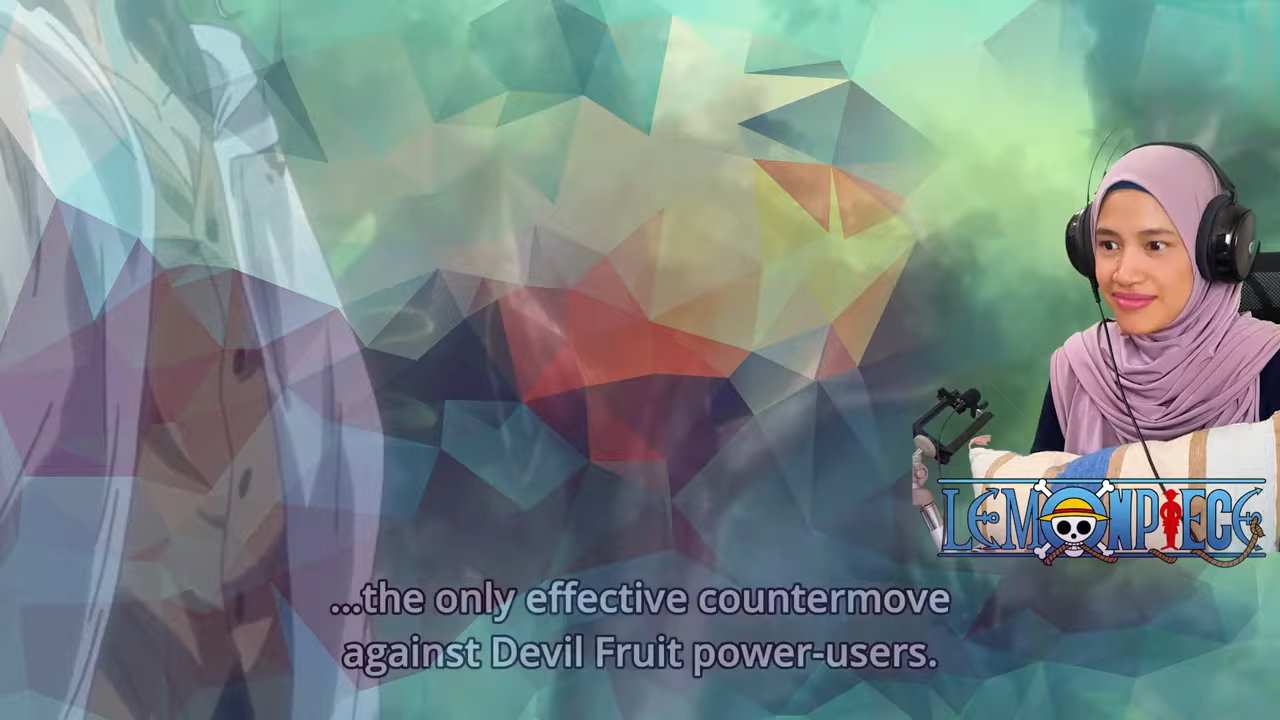 LEMONPIECE
...the only effective countermove
against Devil Fruit power-users.